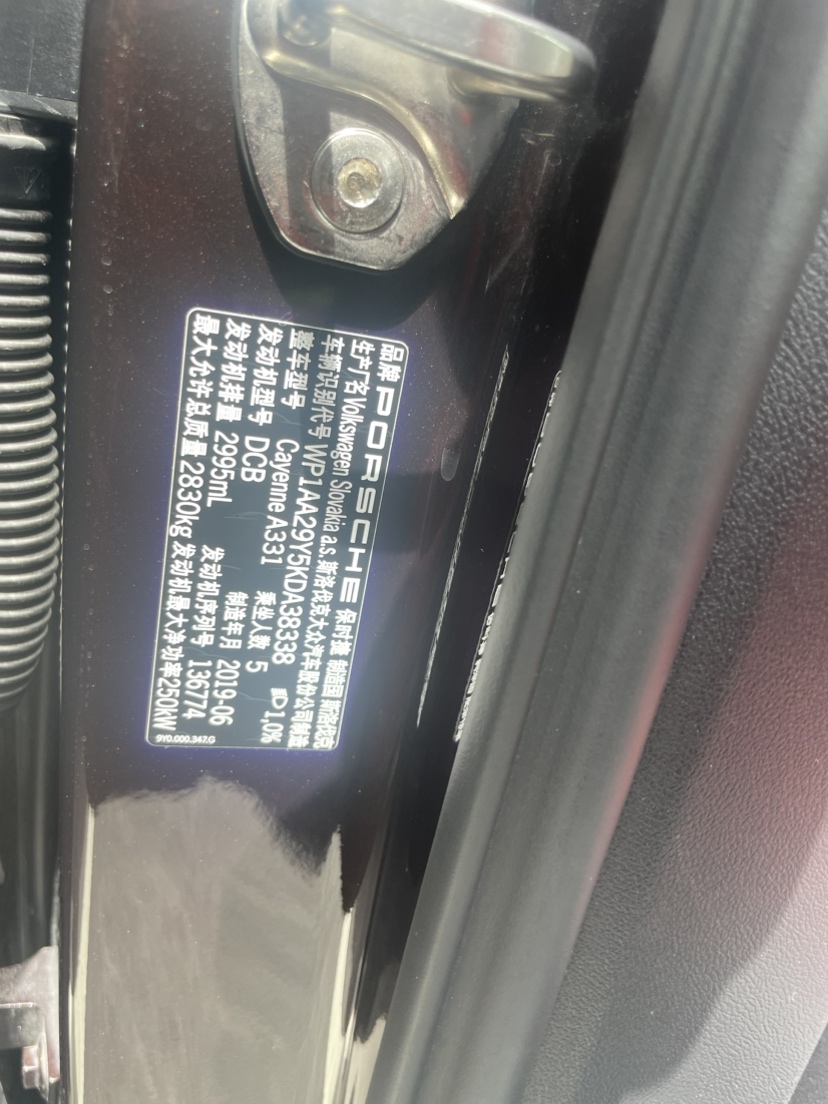 品牌 PORSCHE 保时捷 制造国 斯洛伐克
生产厂名 Volkswagen Slovakia a.s. 斯洛伐克大众汽车股份公司制造
车辆识别代号 WP1AA29Y5KDA38338
整车型号 Cayenne A331 乘坐人数 5 1,0%
发动机型号 DCB 制造年月 2019-06
发动机排量 2995mL 发动机序列号 136774
最大允许总质量 2830kg 发动机最大净功率250KW
9Y0.000.347.G